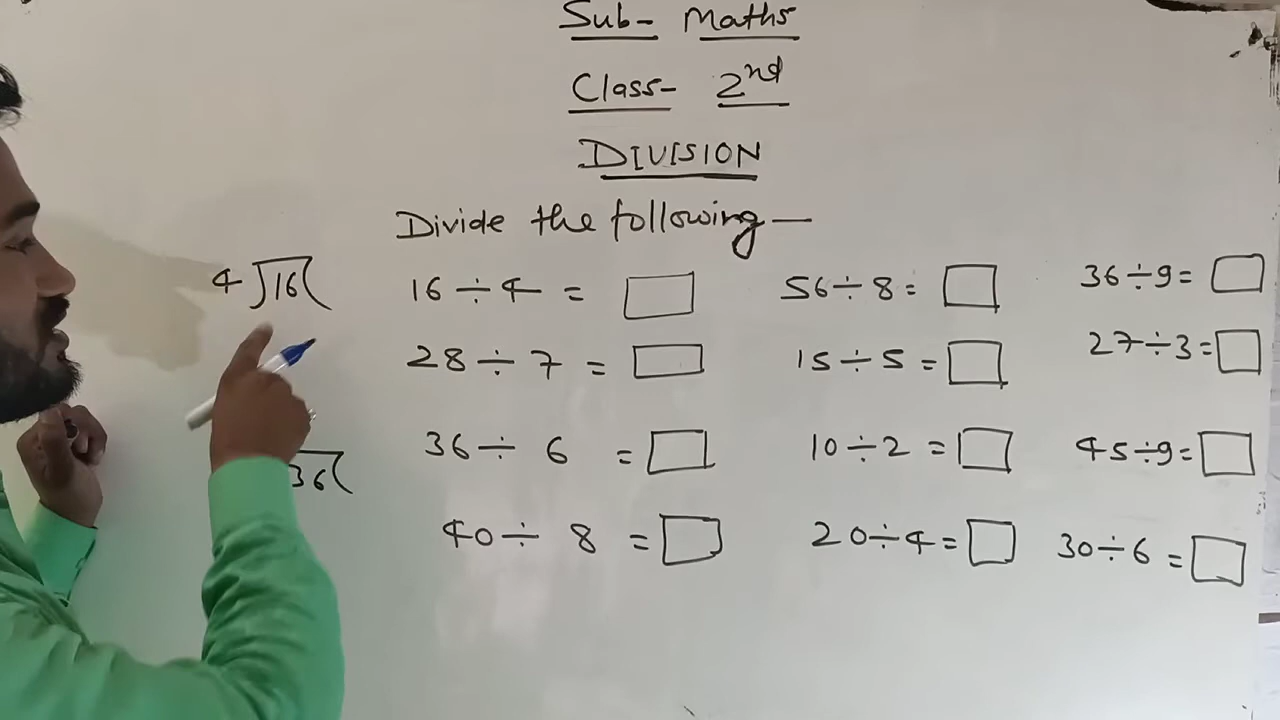 Sub- Maths
Class- 2nd
DIVISION
Divide the following —
4)16(
16 ÷ 4 = 
56 ÷ 8 = 
36 ÷ 9 = 
28 ÷ 7 = 
15 ÷ 5 = 
27 ÷ 3 = 
36(
36 ÷ 6 = 
10 ÷ 2 = 
45 ÷ 9 = 
40 ÷ 8 = 
20 ÷ 4 = 
30 ÷ 6 =